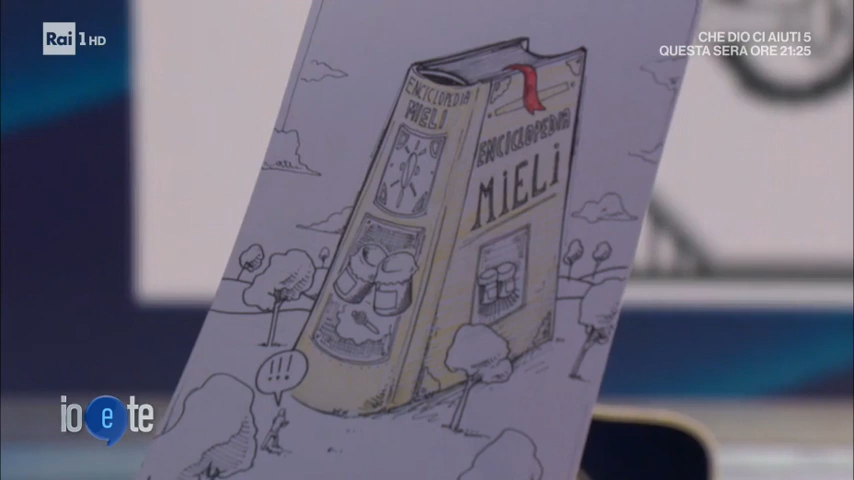 Rai 1 HD
CHE DIO CI AIUTI 5
QUESTA SERA ORE 21:25
ENCICLOPEDIA
MIELI
ENCICLOPEDIA
MiELi
!!!
io e te